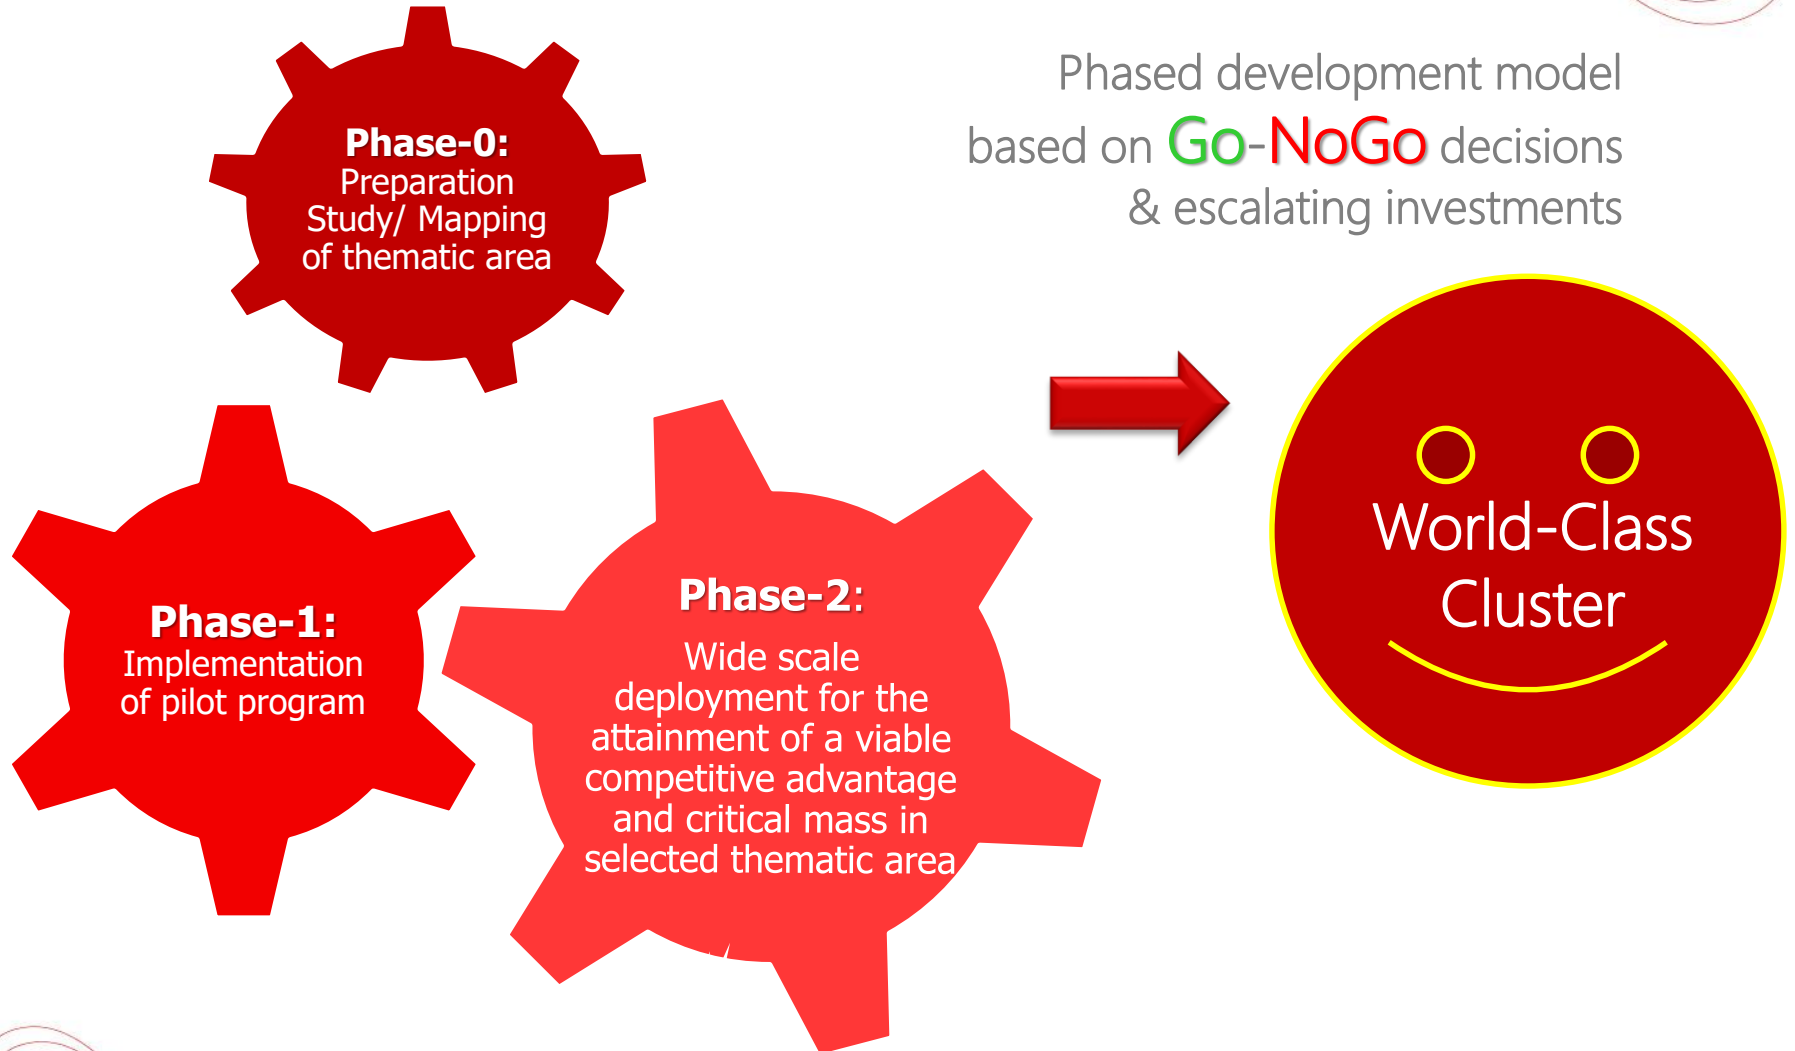 Phased development model
based on Go-NoGo decisions
& escalating investments
Phase-0:
Preparation
Study/ Mapping
of thematic area
Phase-1:
Implementation
of pilot program
Phase-2:
Wide scale
deployment for the
attainment of a viable
competitive advantage
and critical mass in
selected thematic area
World-Class
Cluster